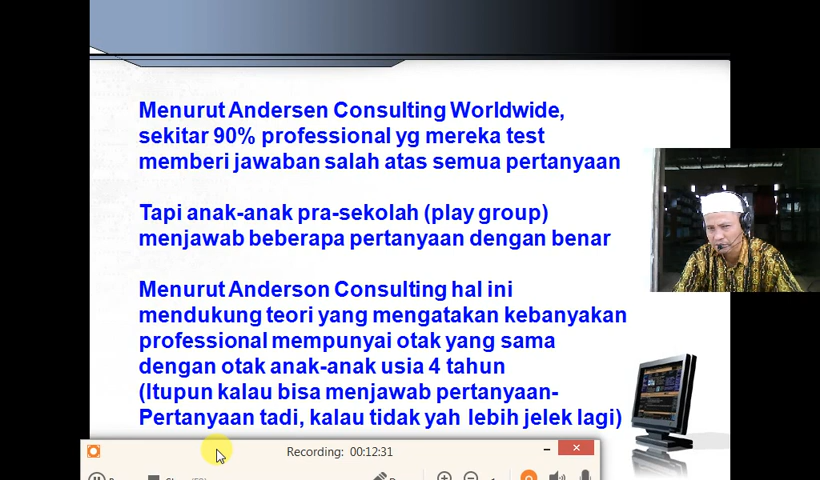 Menurut Andersen Consulting Worldwide,
sekitar 90% professional yg mereka test
memberi jawaban salah atas semua pertanyaan
Tapi anak-anak pra-sekolah (play group)
menjawab beberapa pertanyaan dengan benar
Menurut Anderson Consulting hal ini
mendukung teori yang mengatakan kebanyakan
professional mempunyai otak yang sama
dengan otak anak-anak usia 4 tahun
(Itupun kalau bisa menjawab pertanyaan-
Pertanyaan tadi, kalau tidak yah lebih jelek lagi)
Recording: 00:12:31